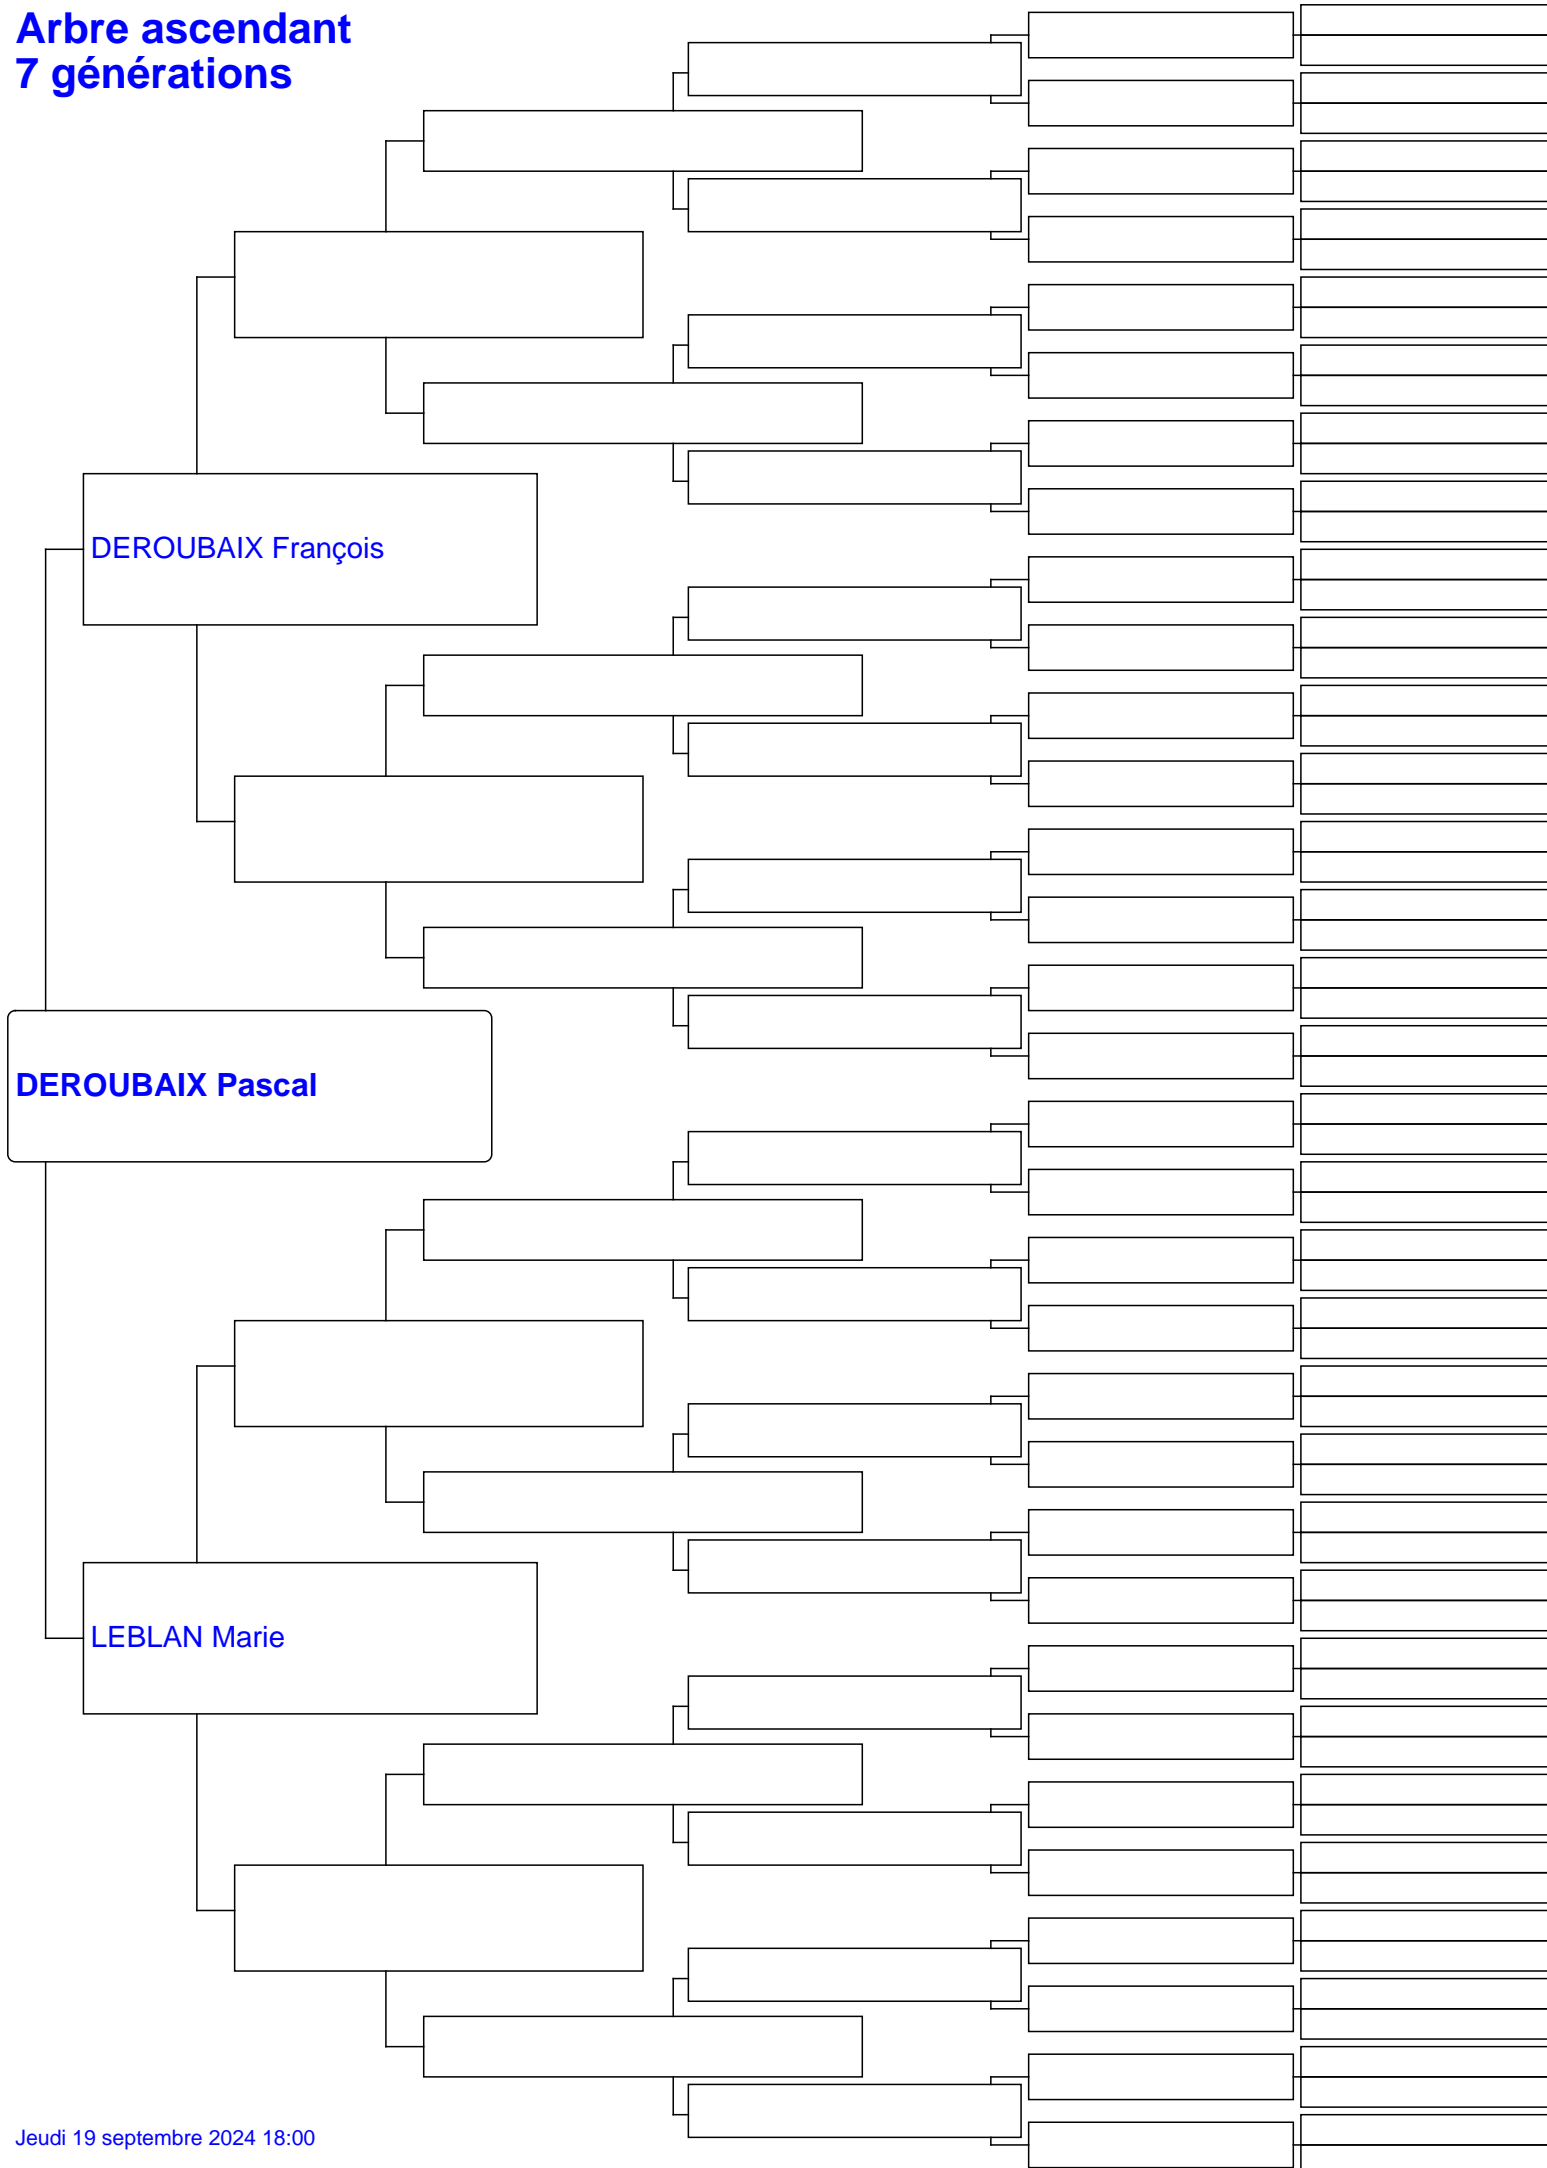 Arbre ascendant
7 générations
DEROUBAIX François
DEROUBAIX Pascal
LEBLAN Marie
Jeudi 19 septembre 2024 18:00